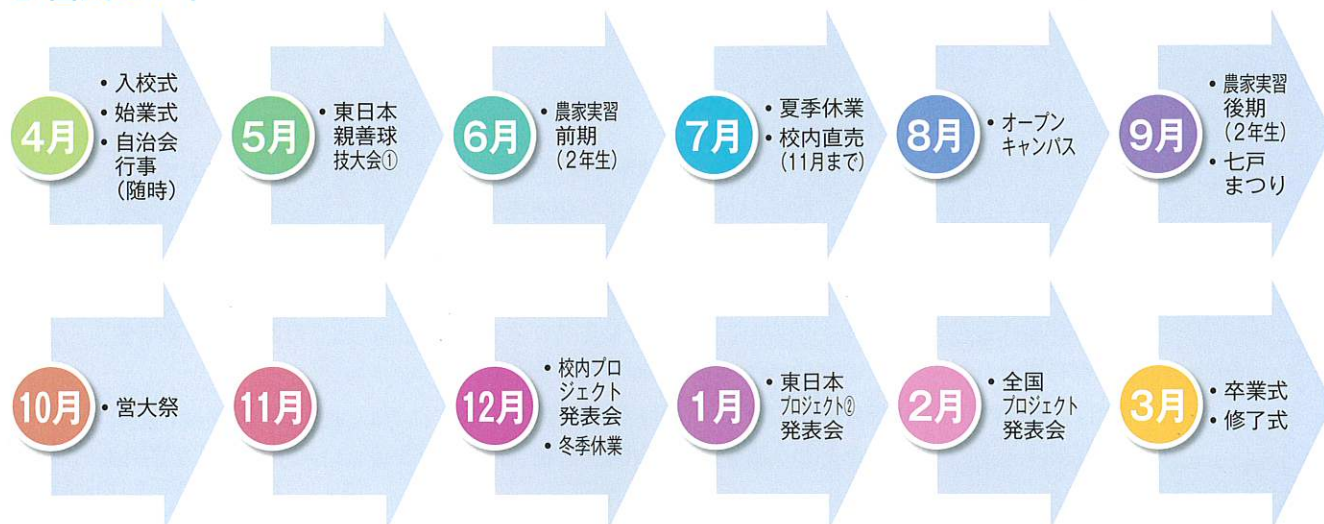 4月
• 入校式
• 始業式
• 自治会
行事
(随時)
5月
• 東日本
親善球
技大会①
6月
• 農家実習
前期
(2年生)
7月
• 夏季休業
• 校内直売
(11月まで)
8月
• オープン
キャンパス
9月
• 農家実習
後期
(2年生)
• 七戸
まつり
10月
• 営大祭
11月
12月
• 校内プロ
ジェクト
発表会
• 冬季休業
1月
• 東日本
プロジェクト②
発表会
2月
• 全国
プロジェクト
発表会
3月
• 卒業式
• 修了式